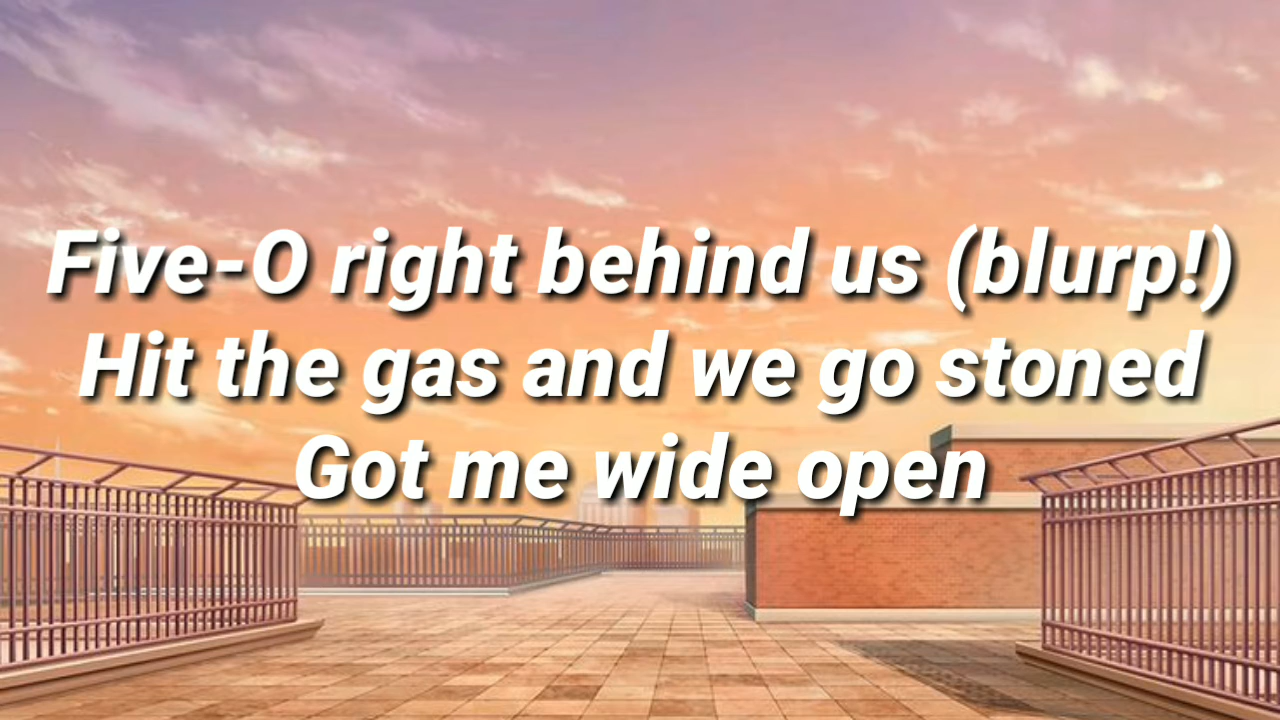 Five-O right behind us (blurp!)
Hit the gas and we go stoned
Got me wide open